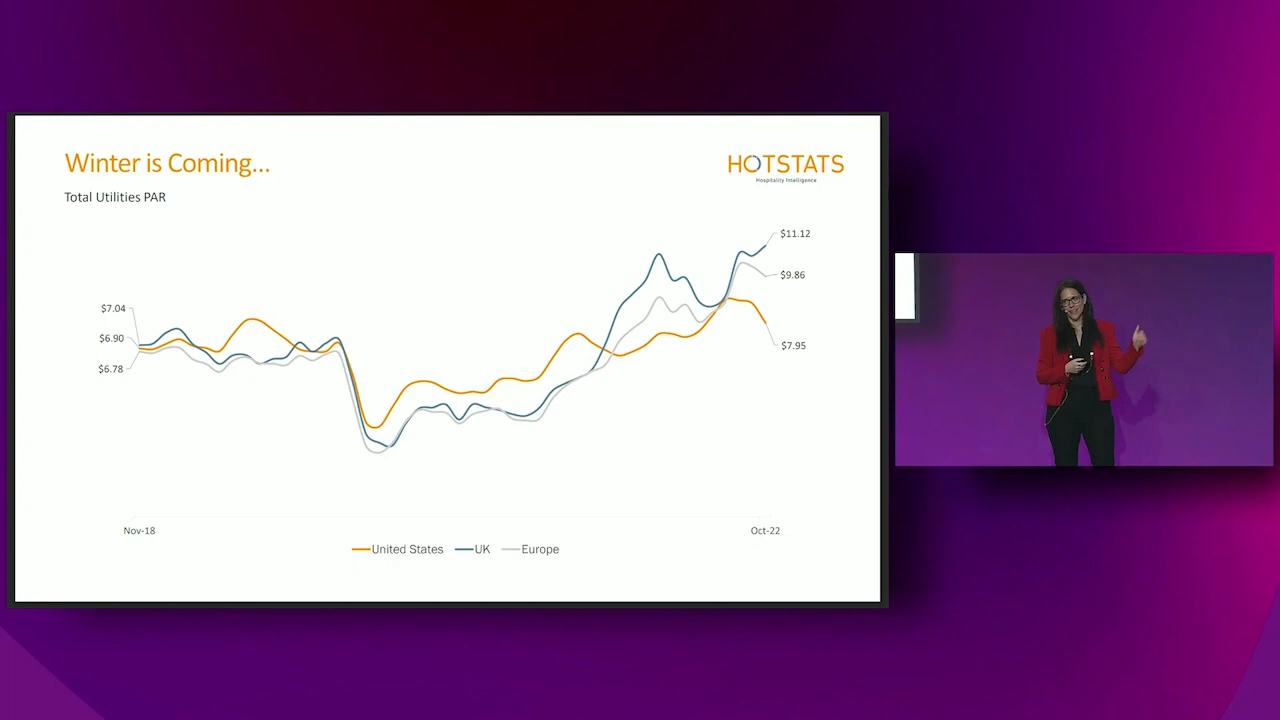 Winter is Coming...
HOTSTATS
Hospitality Intelligence
Total Utilities PAR
$11.12
$9.86
$7.04
$6.90
$7.95
$6.78
Nov-18
Oct-22
United States
UK
Europe